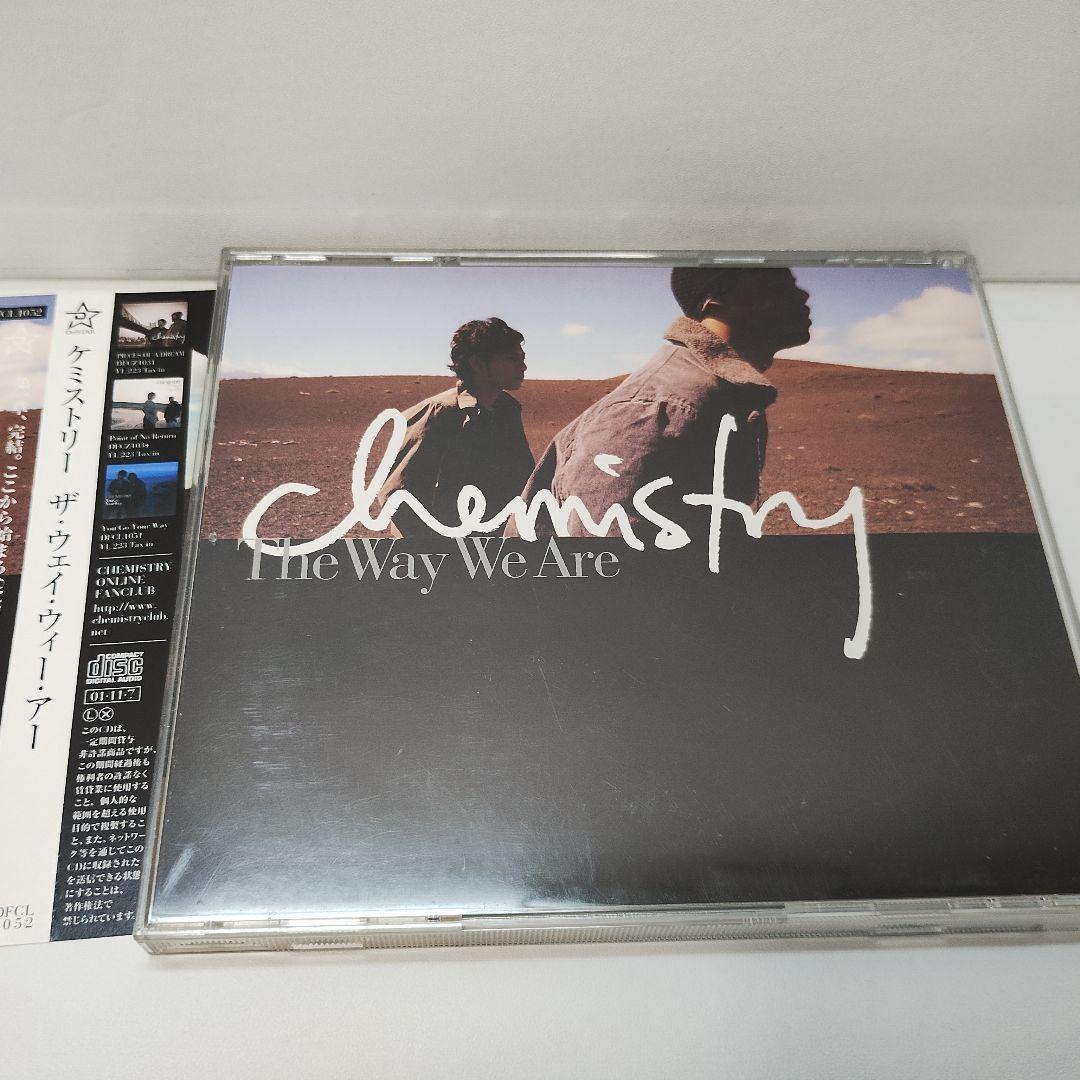 chemistry
The Way We Are
ケミストリー ザ・ウェイ・ウィー・アー
PIECES OF A DREAM
DFCZ1031
¥1,223 Tax in
Point of No Return
DFCZ1034
¥1,223 Tax in
You Go Your Way
DFCL1051
¥1,223 Tax in
CHEMISTRY
ONLINE
FANCLUB
http://www.
chemistryclub.
net
COMPACT
disc
DIGITAL AUDIO
01・11・7
Ⓛ Ⓧ
このCDは、
一定期間貸与
非許諾商品ですが、
この期間経過後も
権利者の許諾なく
賃貸業に使用する
こと、個人的な
範囲を超える使用
目的で複製するこ
と、また、ネットワー
ク等を通じてこの
CDに収録された
を送信できる状態
にすることは、
著作権法で
禁じられています。
DFCL
1052
完結。ここから始まる